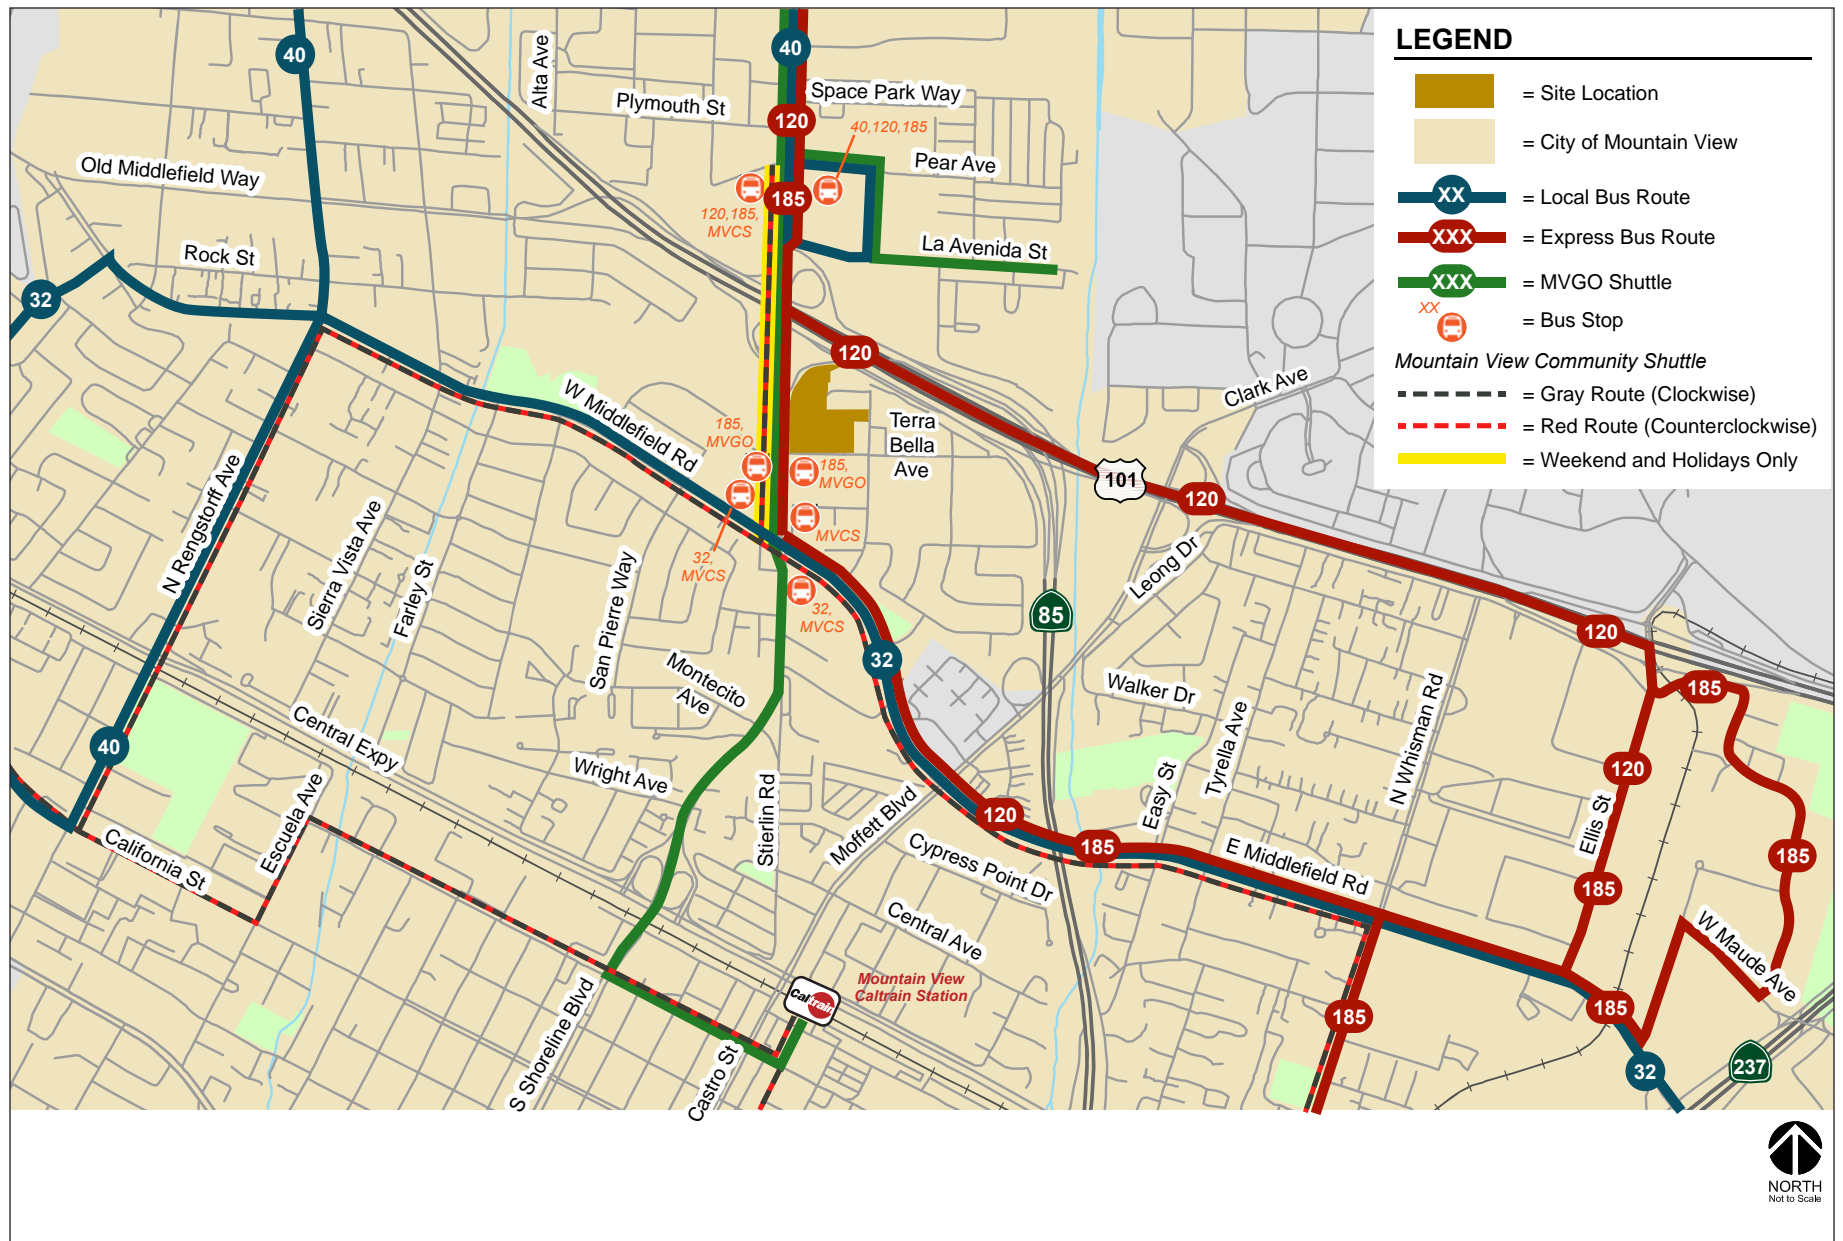 LEGEND
= Site Location
= City of Mountain View
XX
= Local Bus Route
XXX
= Express Bus Route
XXX
= MVGO Shuttle
XX
= Bus Stop
Mountain View Community Shuttle
= Gray Route (Clockwise)
= Red Route (Counterclockwise)
= Weekend and Holidays Only
40
Alta Ave
40
Plymouth St
Space Park Way
120
40,120,185
Old Middlefield Way
Pear Ave
185
120,185,
MVCS
Rock St
La Avenida St
32
120
Clark Ave
W Middlefield Rd
Terra
Bella
Ave
185,
MVGO
185,
MVGO
101
120
N Rengstorff Ave
Sierra Vista Ave
Farley St
San Pierre Way
32,
MVCS
MVCS
32,
MVCS
Leong Dr
85
120
32
Montecito
Ave
Walker Dr
185
N Whisman Rd
Tyrella Ave
40
Central Expy
Wright Ave
120
Easy St
Ellis St
Escuela Ave
Stierlin Rd
Moffett Blvd
120
185
185
California St
Cypress Point Dr
E Middlefield Rd
185
Central Ave
W Maude Ave
Mountain View
Caltrain Station
Caltrain
S Shoreline Blvd
185
185
Castro St
32
237
NORTH
Not to Scale